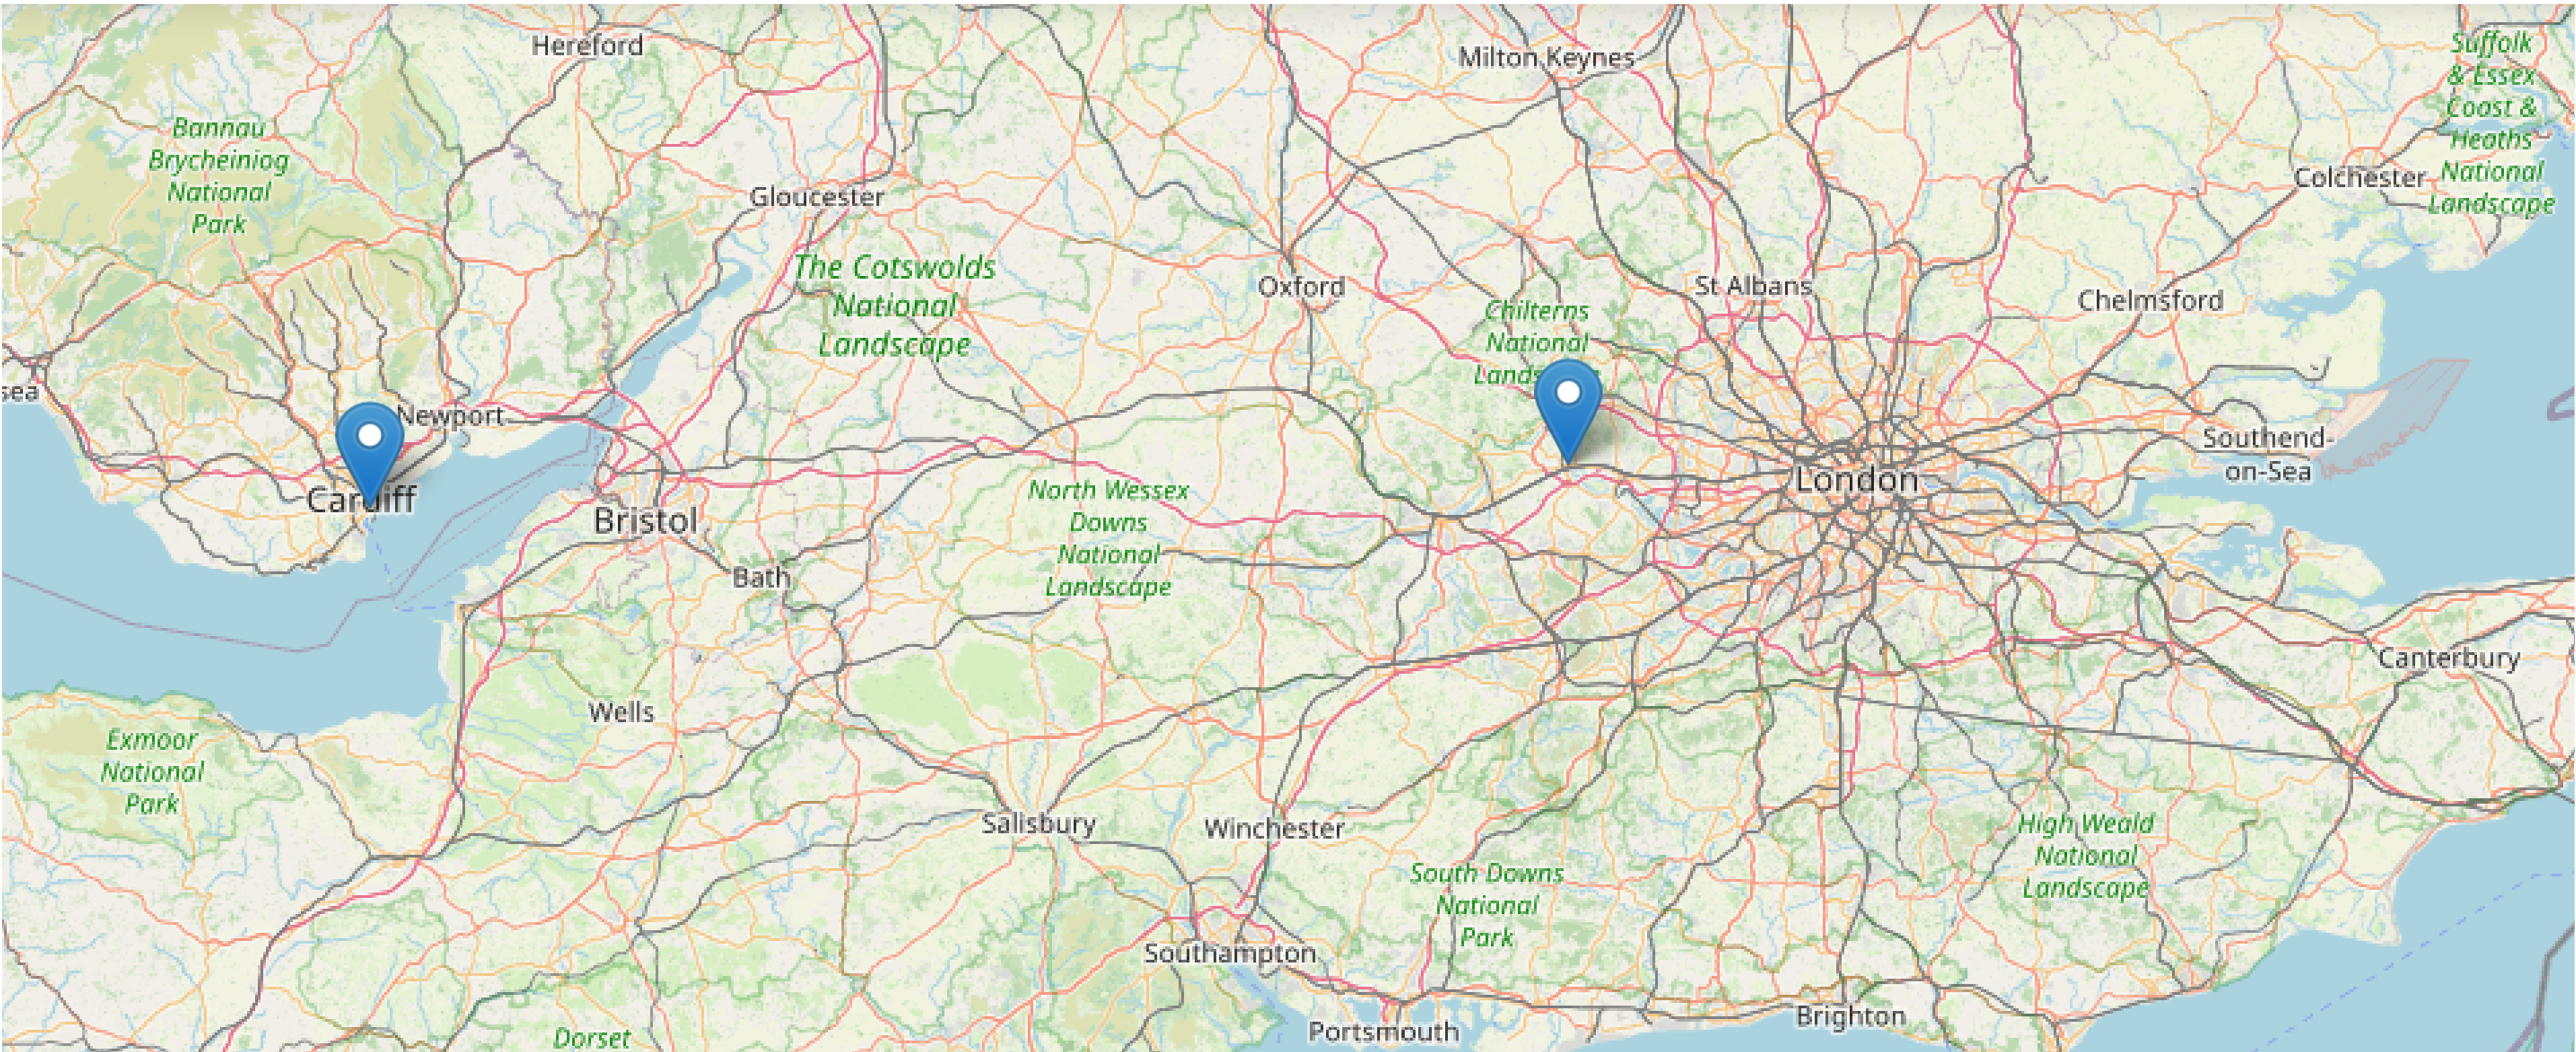 Hereford
Milton Keynes
Suffolk
& Essex
Coast &
Heaths
National
Landscape
Bannau
Brycheiniog
National
Park
Colchester
Gloucester
The Cotswolds
National
Landscape
Oxford
St Albans
Chelmsford
Chilterns
National
sea
Newport
Cardiff
Southend-
on-Sea
London
North Wessex
Downs
National
Landscape
Bristol
Bath
Canterbury
Wells
Exmoor
National
Park
Salisbury
Winchester
High Weald
National
Landscape
South Downs
National
Park
Southampton
Portsmouth
Brighton
Dorset